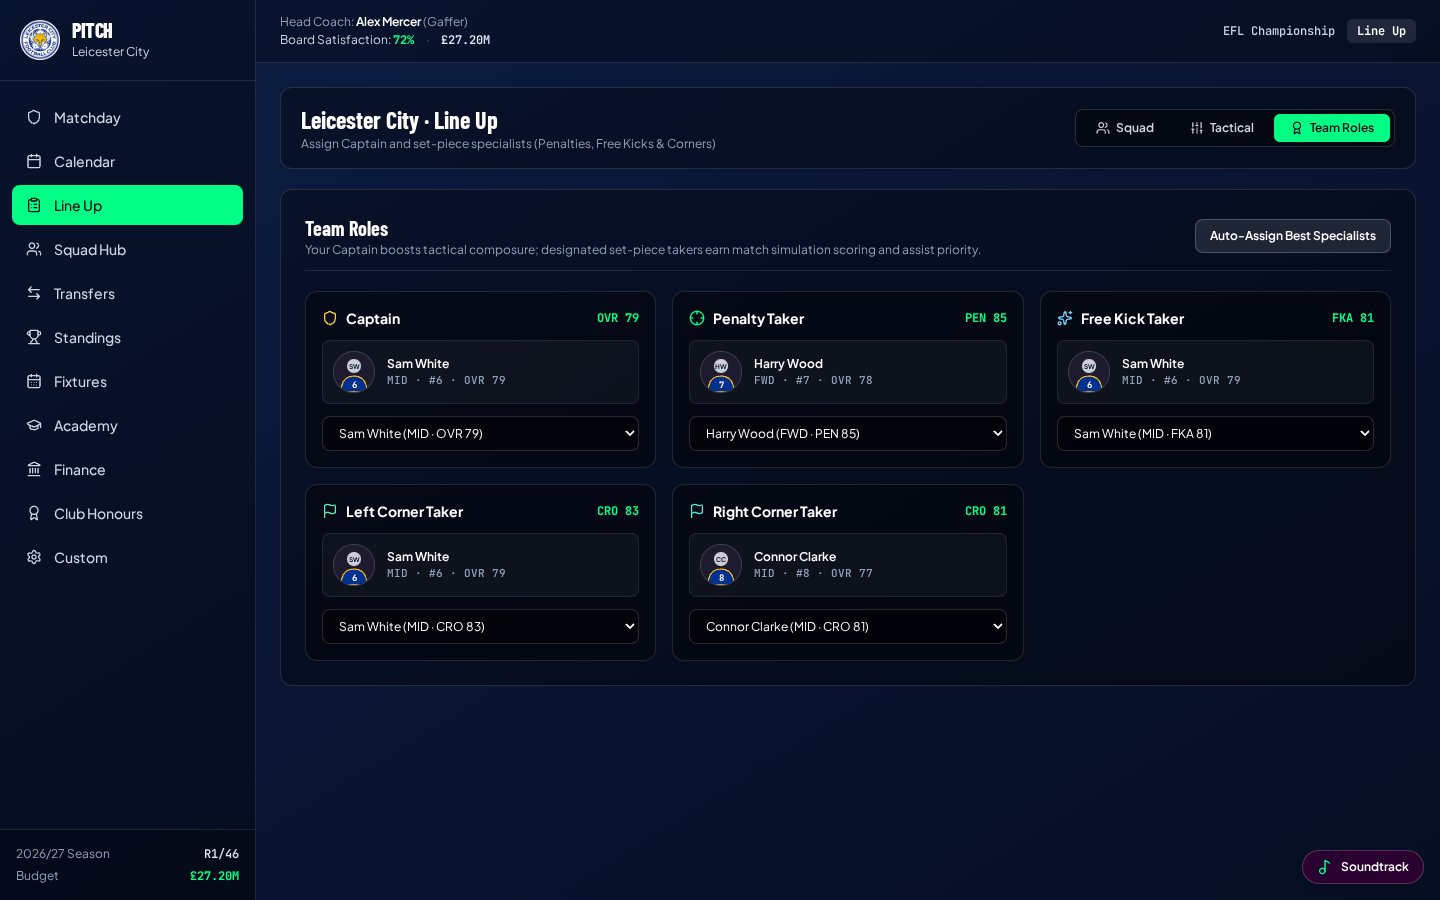 PITCH
Leicester City
Matchday
Calendar
Line Up
Squad Hub
Transfers
Standings
Fixtures
Academy
Finance
Club Honours
Custom
2026/27 Season R1/46
Budget £27.20M
Head Coach: Alex Mercer (Gaffer)
Board Satisfaction: 72% · £27.20M
EFL Championship Line Up
Leicester City · Line Up
Assign Captain and set-piece specialists (Penalties, Free Kicks & Corners)
Squad Tactical Team Roles
Team Roles
Your Captain boosts tactical composure; designated set-piece takers earn match simulation scoring and assist priority.
Auto-Assign Best Specialists
Captain OVR 79
SW
6
Sam White
MID · #6 · OVR 79
Sam White (MID · OVR 79)
Penalty Taker PEN 85
HW
7
Harry Wood
FWD · #7 · OVR 78
Harry Wood (FWD · PEN 85)
Free Kick Taker FKA 81
SW
6
Sam White
MID · #6 · OVR 79
Sam White (MID · FKA 81)
Left Corner Taker CRO 83
SW
6
Sam White
MID · #6 · OVR 79
Sam White (MID · CRO 83)
Right Corner Taker CRO 81
CC
8
Connor Clarke
MID · #8 · OVR 77
Connor Clarke (MID · CRO 81)
Soundtrack